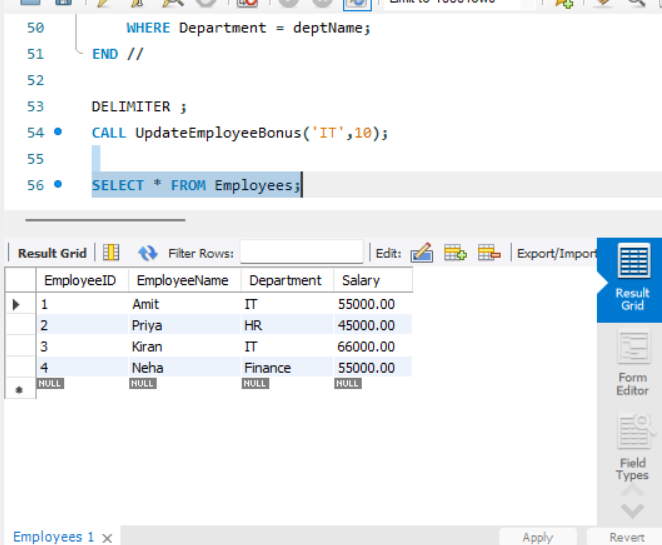 50 WHERE Department = deptName;
51 END //
52
53 DELIMITER ;
54 CALL UpdateEmployeeBonus('IT',10);
55
56 SELECT * FROM Employees;
Result Grid Filter Rows: Edit: Export/Import
EmployeeID EmployeeName Department Salary
1 Amit IT 55000.00
2 Priya HR 45000.00
3 Kiran IT 66000.00
4 Neha Finance 55000.00
NULL NULL NULL NULL
Result
Grid
Form
Editor
Field
Types
Employees 1 Apply Revert